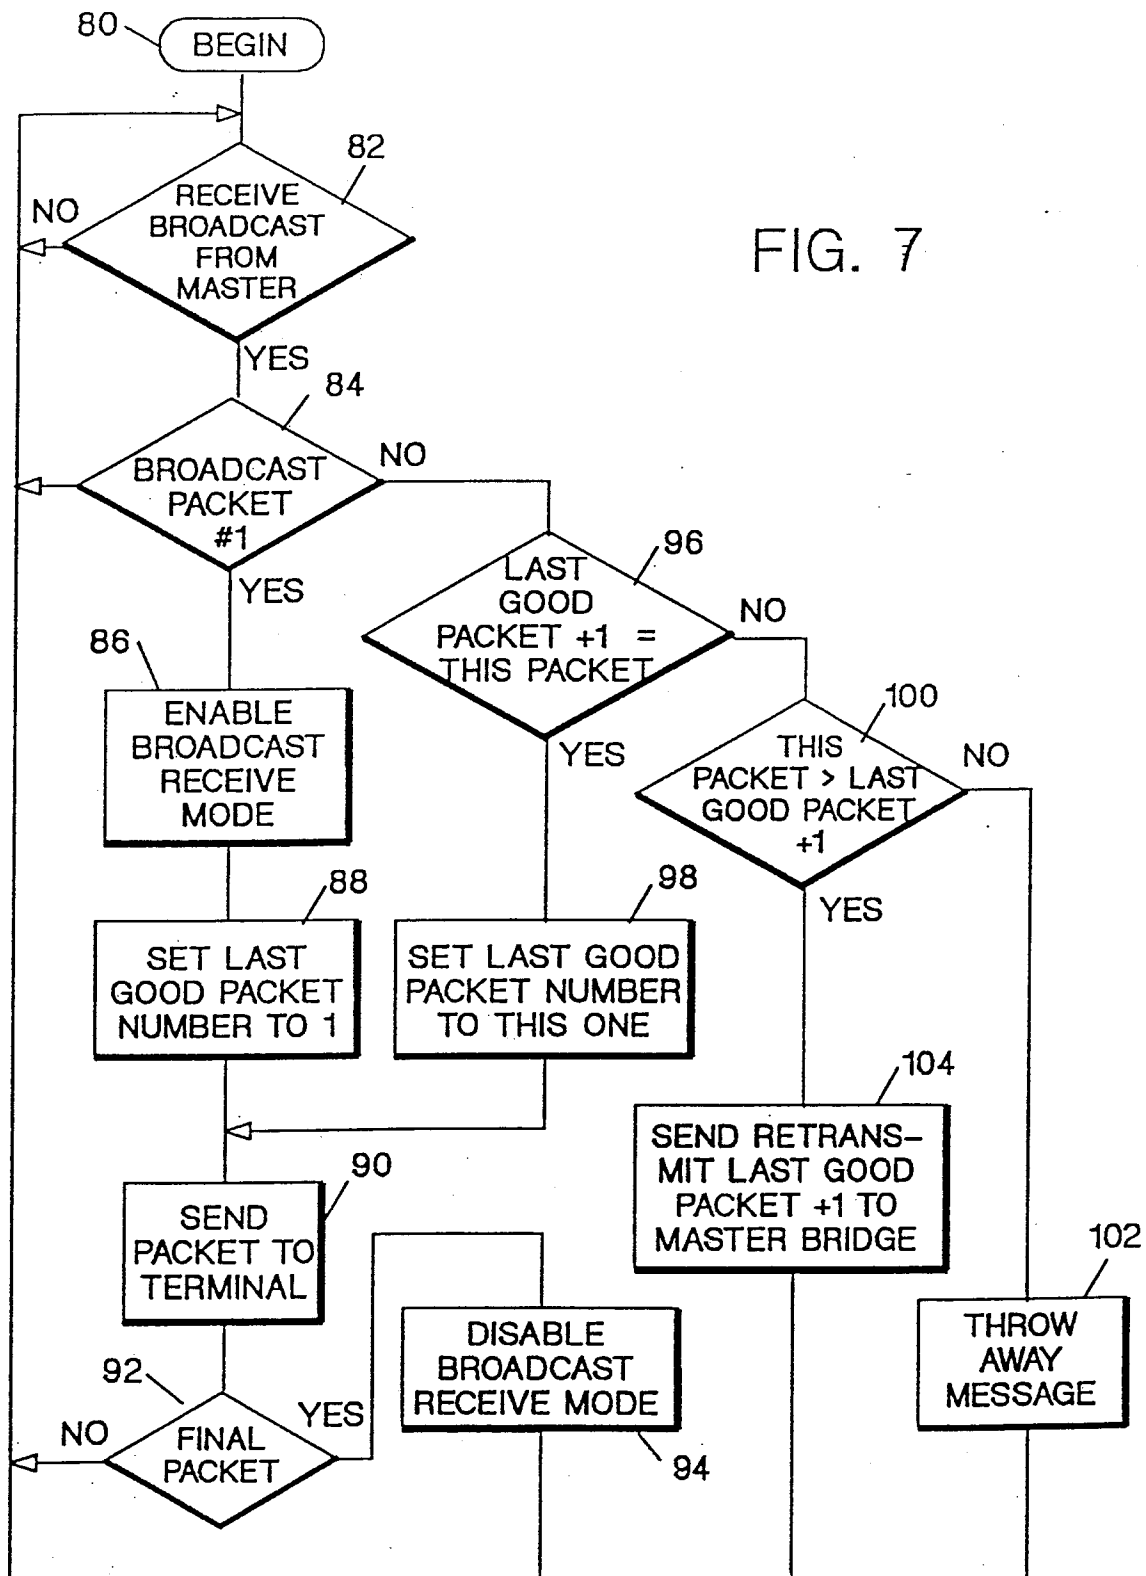 80
BEGIN
82
RECEIVE
BROADCAST
FROM
MASTER
NO
YES
FIG. 7
84
BROADCAST
PACKET
#1
NO
YES
96
LAST
GOOD
PACKET +1 =
THIS PACKET
NO
YES
86
ENABLE
BROADCAST
RECEIVE
MODE
100
THIS
PACKET > LAST
GOOD PACKET
+1
NO
YES
88
SET LAST
GOOD PACKET
NUMBER TO 1
98
SET LAST GOOD
PACKET NUMBER
TO THIS ONE
104
SEND RETRANS-
MIT LAST GOOD
PACKET +1 TO
MASTER BRIDGE
90
SEND
PACKET TO
TERMINAL
102
THROW
AWAY
MESSAGE
DISABLE
BROADCAST
RECEIVE MODE
94
92
FINAL
PACKET
NO
YES